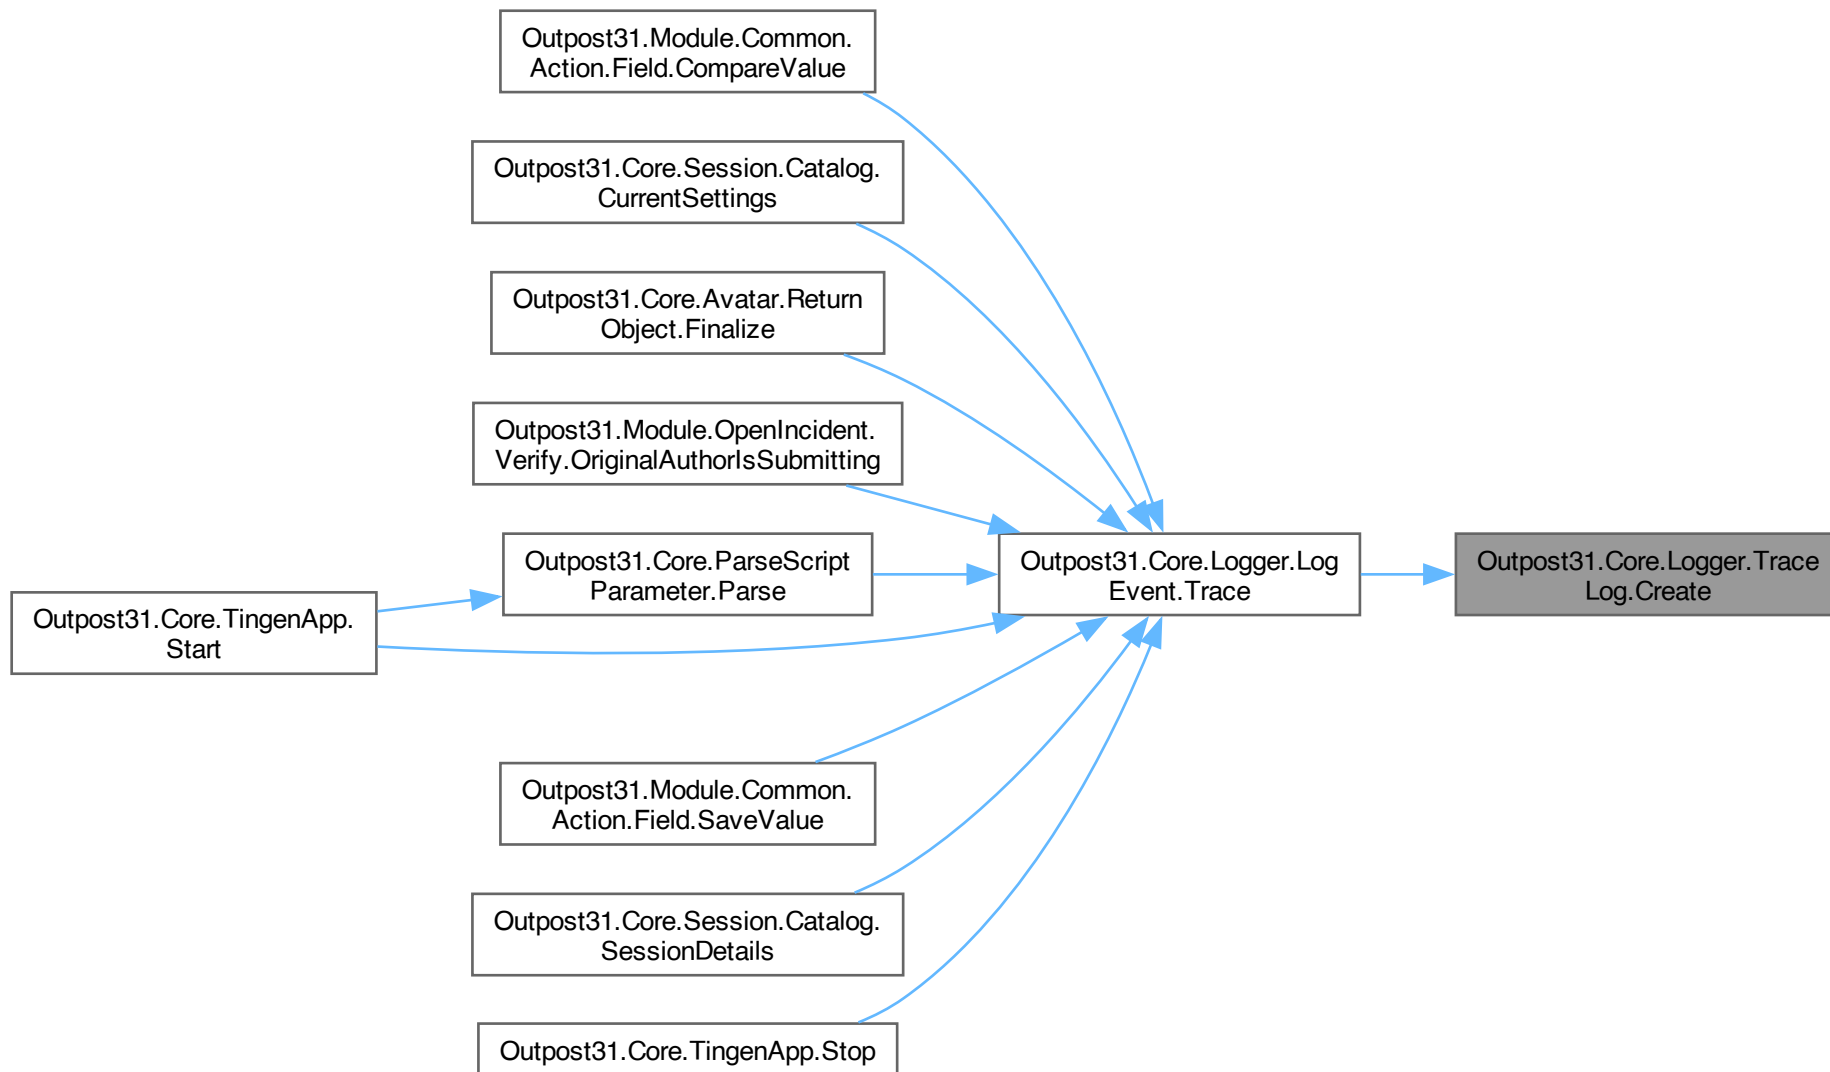 Outpost31.Module.Common.
Action.Field.CompareValue
Outpost31.Core.Session.Catalog.
CurrentSettings
Outpost31.Core.Avatar.Return
Object.Finalize
Outpost31.Module.OpenIncident.
Verify.OriginalAuthorIsSubmitting
Outpost31.Core.ParseScript
Parameter.Parse
Outpost31.Core.Logger.Log
Event.Trace
Outpost31.Core.Logger.Trace
Log.Create
Outpost31.Core.TingenApp.
Start
Outpost31.Module.Common.
Action.Field.SaveValue
Outpost31.Core.Session.Catalog.
SessionDetails
Outpost31.Core.TingenApp.Stop